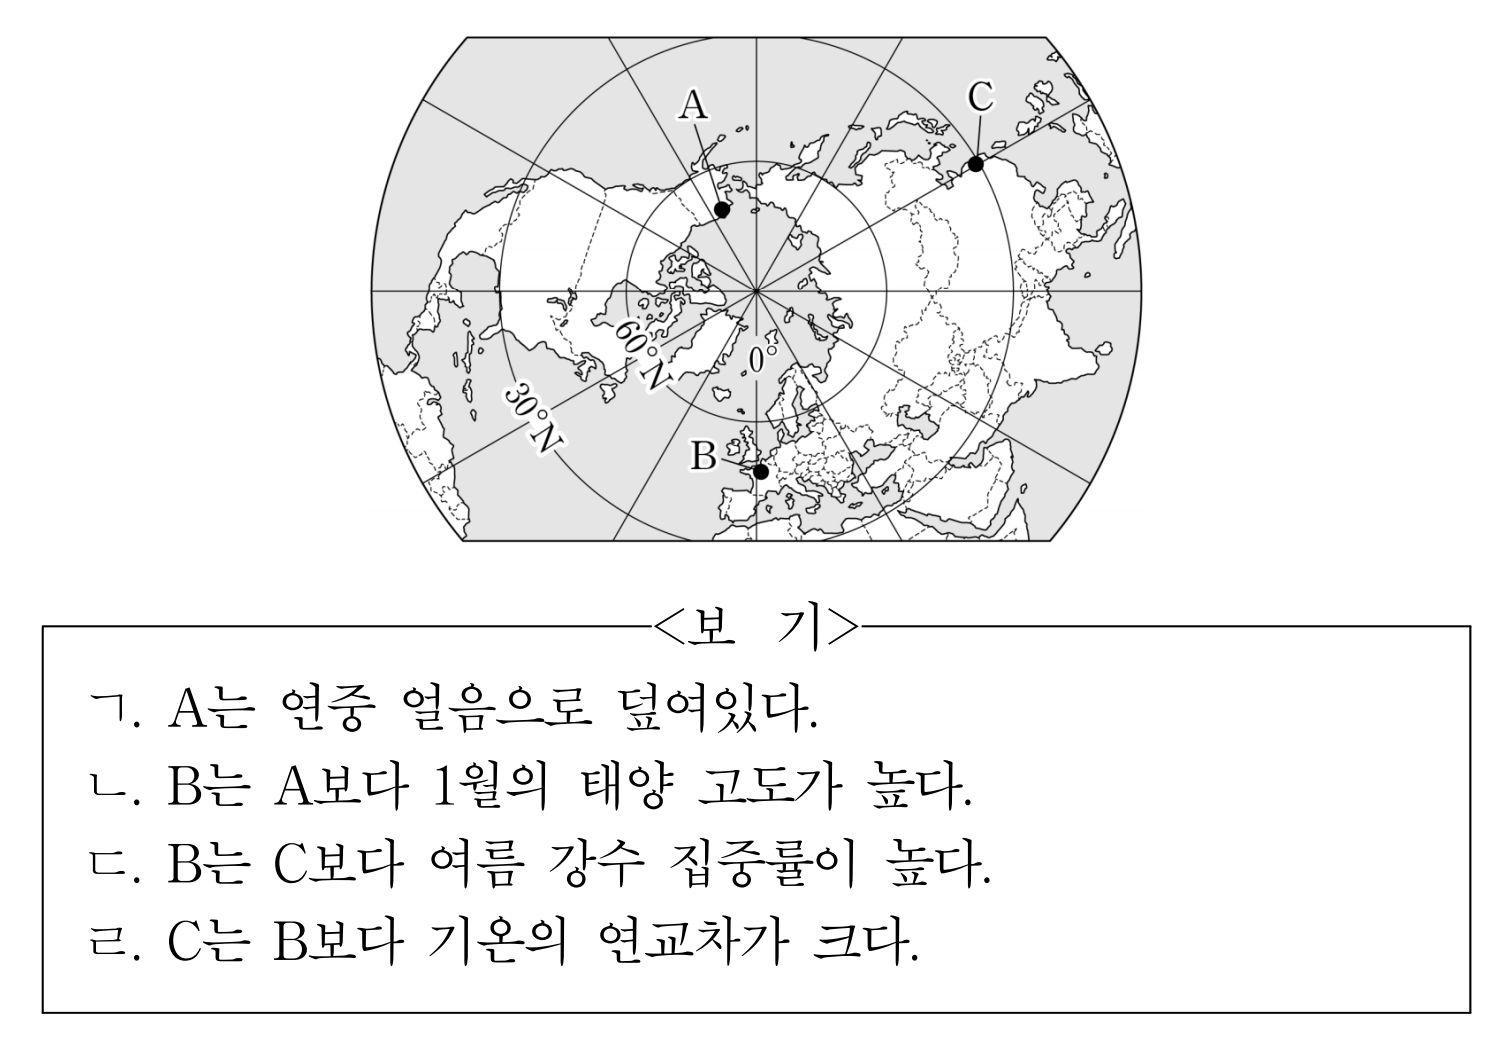 A
C
60°N
0°
30°N
B
<보 기>
ㄱ. A는 연중 얼음으로 덮여있다.
ㄴ. B는 A보다 1월의 태양 고도가 높다.
ㄷ. B는 C보다 여름 강수 집중률이 높다.
ㄹ. C는 B보다 기온의 연교차가 크다.